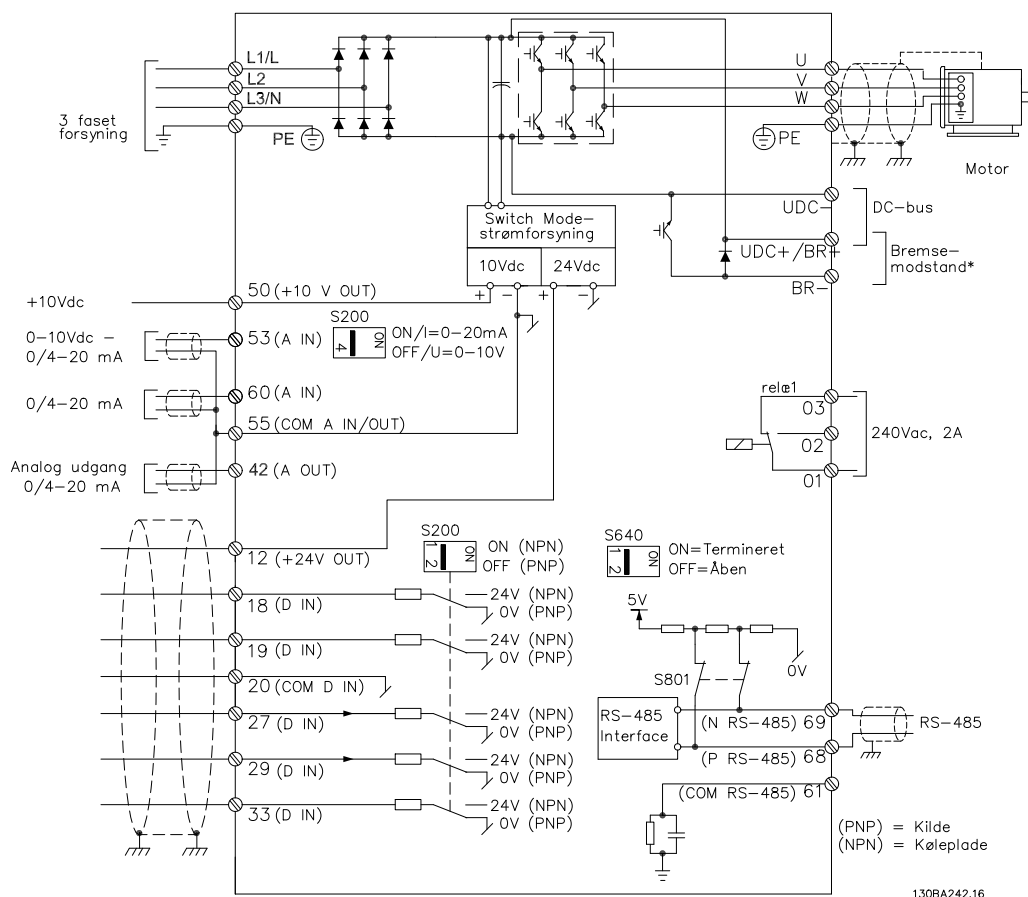 L1/L
L2
L3/N
3 faset
forsyning
PE
U
V
W
PE
Motor
UDC-
DC-bus
UDC+/BR+
Bremse-
modstand*
BR-
Switch Mode-
strømforsyning
10Vdc
24Vdc
+ - + -
+10Vdc
50 (+10 V OUT)
S200
ON
4
ON/I=0-20mA
OFF/U=0-10V
0-10Vdc -
0/4-20 mA
53 (A IN)
0/4-20 mA
60 (A IN)
55 (COM A IN/OUT)
Analog udgang
0/4-20 mA
42 (A OUT)
relæ1
03
02
01
240Vac, 2A
12 (+24V OUT)
S200
1 2
ON
ON (NPN)
OFF (PNP)
18 (D IN)
24V (NPN)
0V (PNP)
19 (D IN)
24V (NPN)
0V (PNP)
20 (COM D IN)
27 (D IN)
24V (NPN)
0V (PNP)
29 (D IN)
24V (NPN)
0V (PNP)
33 (D IN)
24V (NPN)
0V (PNP)
S640
1 2
ON
ON=Termineret
OFF=Åben
5V
0V
S801
RS-485
Interface
(N RS-485) 69
RS-485
(P RS-485) 68
(COM RS-485) 61
(PNP) = Kilde
(NPN) = Køleplade
130BA242.16